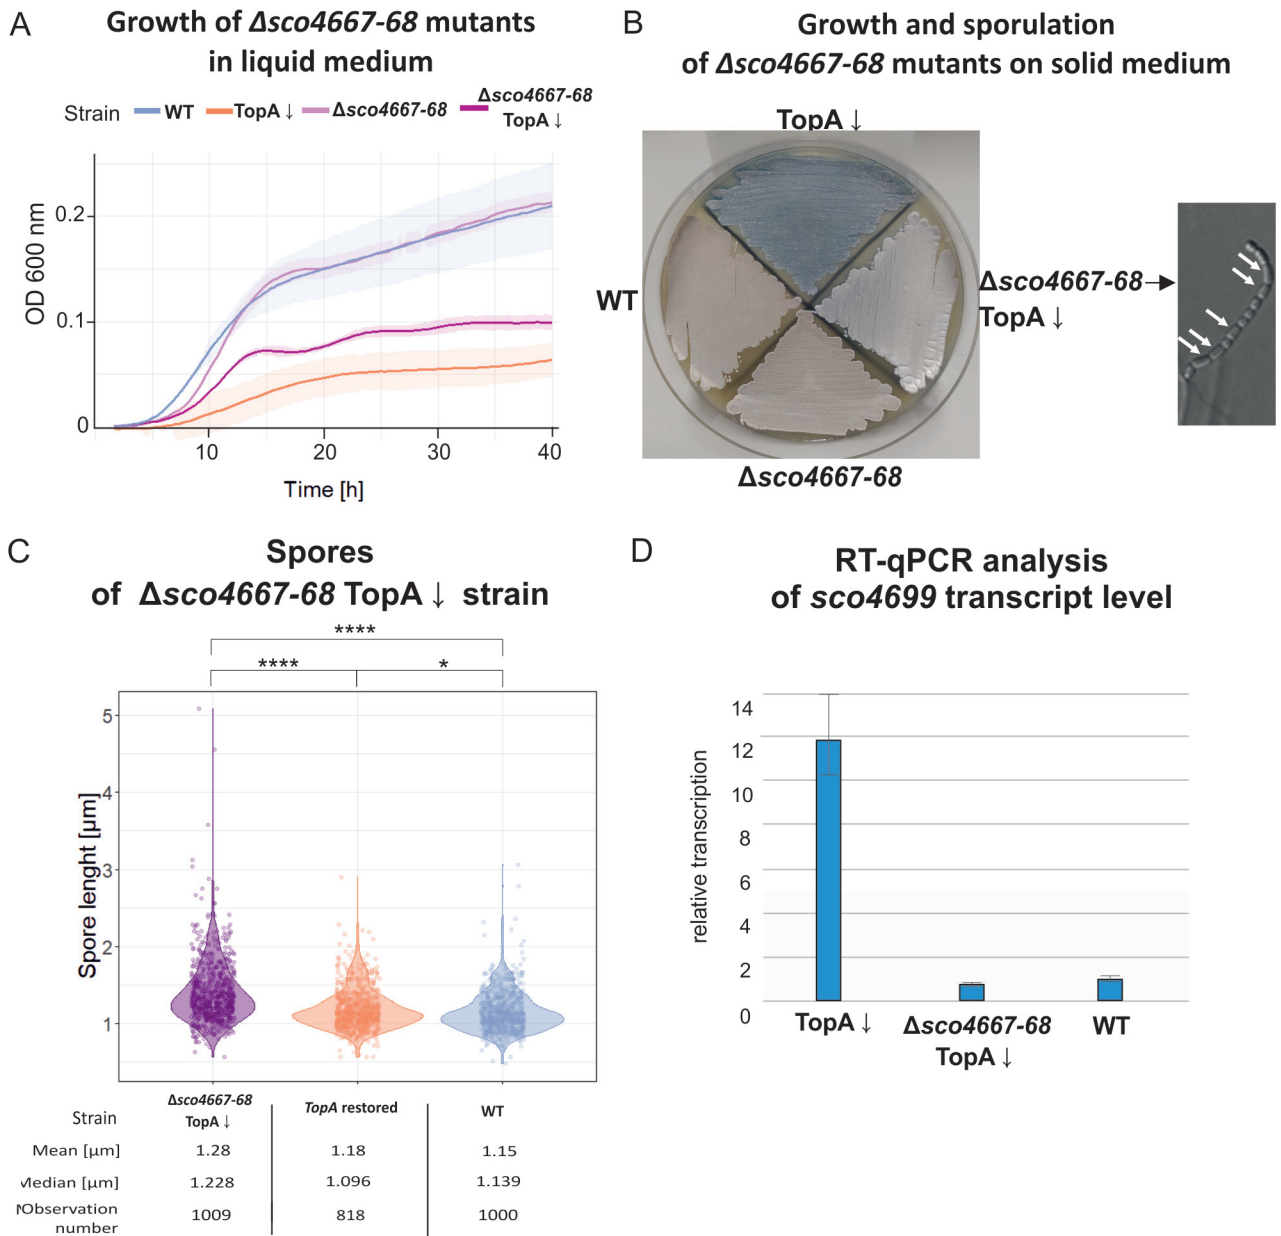 A
Growth of Δsco4667-68 mutants
in liquid medium
Strain
WT
TopA ↓
Δsco4667-68
Δsco4667-68
TopA ↓
OD 600 nm
0.2
0.1
0
10
20
30
40
Time [h]
B
Growth and sporulation
of Δsco4667-68 mutants on solid medium
TopA ↓
WT
Δsco4667-68
TopA ↓
Δsco4667-68
C
Spores
of Δsco4667-68 TopA ↓ strain
****
****
*
Spore lenght [µm]
5
4
3
2
1
Strain
Δsco4667-68
TopA ↓
TopA restored
WT
Mean [µm] 1.28 1.18 1.15
Median [µm] 1.228 1.096 1.139
Observation
number
1009 818 1000
D
RT-qPCR analysis
of sco4699 transcript level
relative transcription
14
12
10
8
6
4
2
0
TopA ↓
Δsco4667-68
TopA ↓
WT